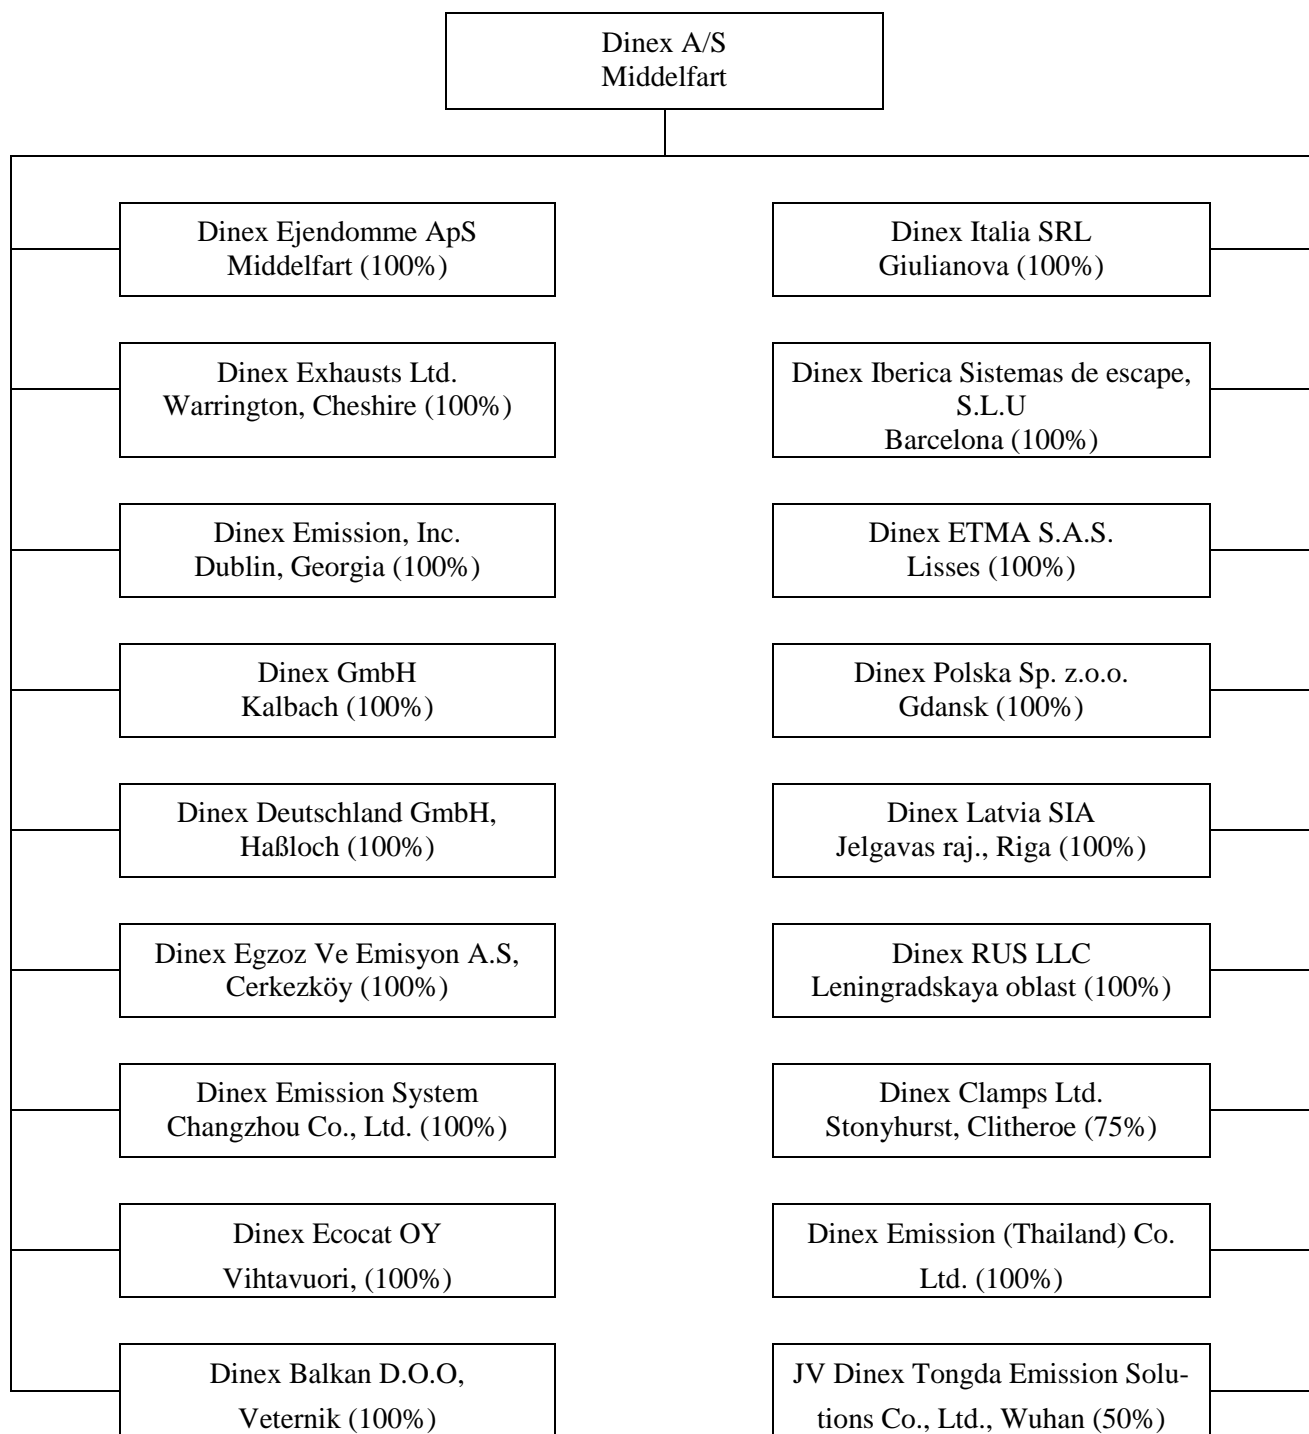 Dinex A/S
Middelfart
Dinex Ejendomme ApS
Middelfart (100%)
Dinex Italia SRL
Giulianova (100%)
Dinex Exhausts Ltd.
Warrington, Cheshire (100%)
Dinex Iberica Sistemas de escape,
S.L.U
Barcelona (100%)
Dinex Emission, Inc.
Dublin, Georgia (100%)
Dinex ETMA S.A.S.
Lisses (100%)
Dinex GmbH
Kalbach (100%)
Dinex Polska Sp. z.o.o.
Gdansk (100%)
Dinex Deutschland GmbH,
Haßloch (100%)
Dinex Latvia SIA
Jelgavas raj., Riga (100%)
Dinex Egzoz Ve Emisyon A.S,
Cerkezköy (100%)
Dinex RUS LLC
Leningradskaya oblast (100%)
Dinex Emission System
Changzhou Co., Ltd. (100%)
Dinex Clamps Ltd.
Stonyhurst, Clitheroe (75%)
Dinex Ecocat OY
Vihtavuori, (100%)
Dinex Emission (Thailand) Co.
Ltd. (100%)
Dinex Balkan D.O.O,
Veternik (100%)
JV Dinex Tongda Emission Solu-
tions Co., Ltd., Wuhan (50%)